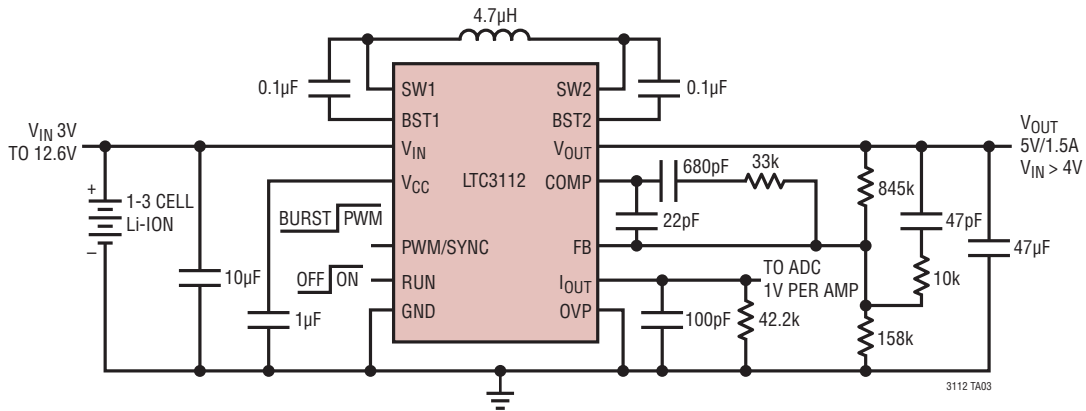 4.7µH
0.1µF
SW1
SW2
0.1µF
BST1
BST2
VIN 3V
TO 12.6V
VIN
VOUT
VOUT
5V/1.5A
VIN > 4V
680pF
33k
VCC
LTC3112
COMP
845k
+
1-3 CELL
Li-ION
–
BURST
PWM
22pF
47pF
47µF
PWM/SYNC
FB
10µF
OFF
ON
RUN
IOUT
TO ADC
1V PER AMP
10k
1µF
GND
OVP
100pF
42.2k
158k
3112 TA03